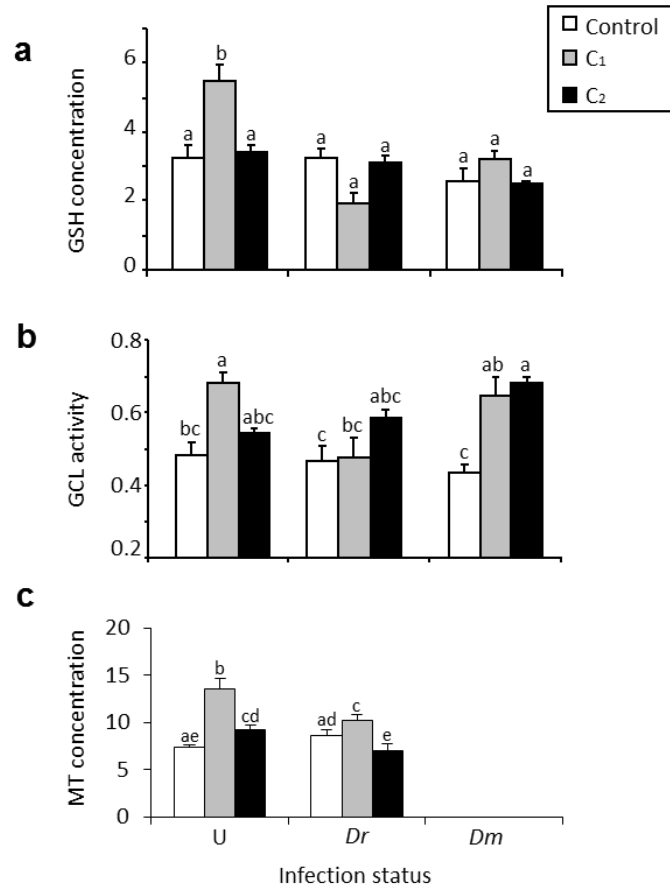 Control
C1
C2
a
GSH concentration
6
4
2
0
a b a
a a a
a a a
b
GCL activity
0.8
0.6
0.4
0.2
bc a abc
c bc abc
c ab a
c
MT concentration
20
15
10
5
0
ae b cd
ad c e
U Dr Dm
Infection status